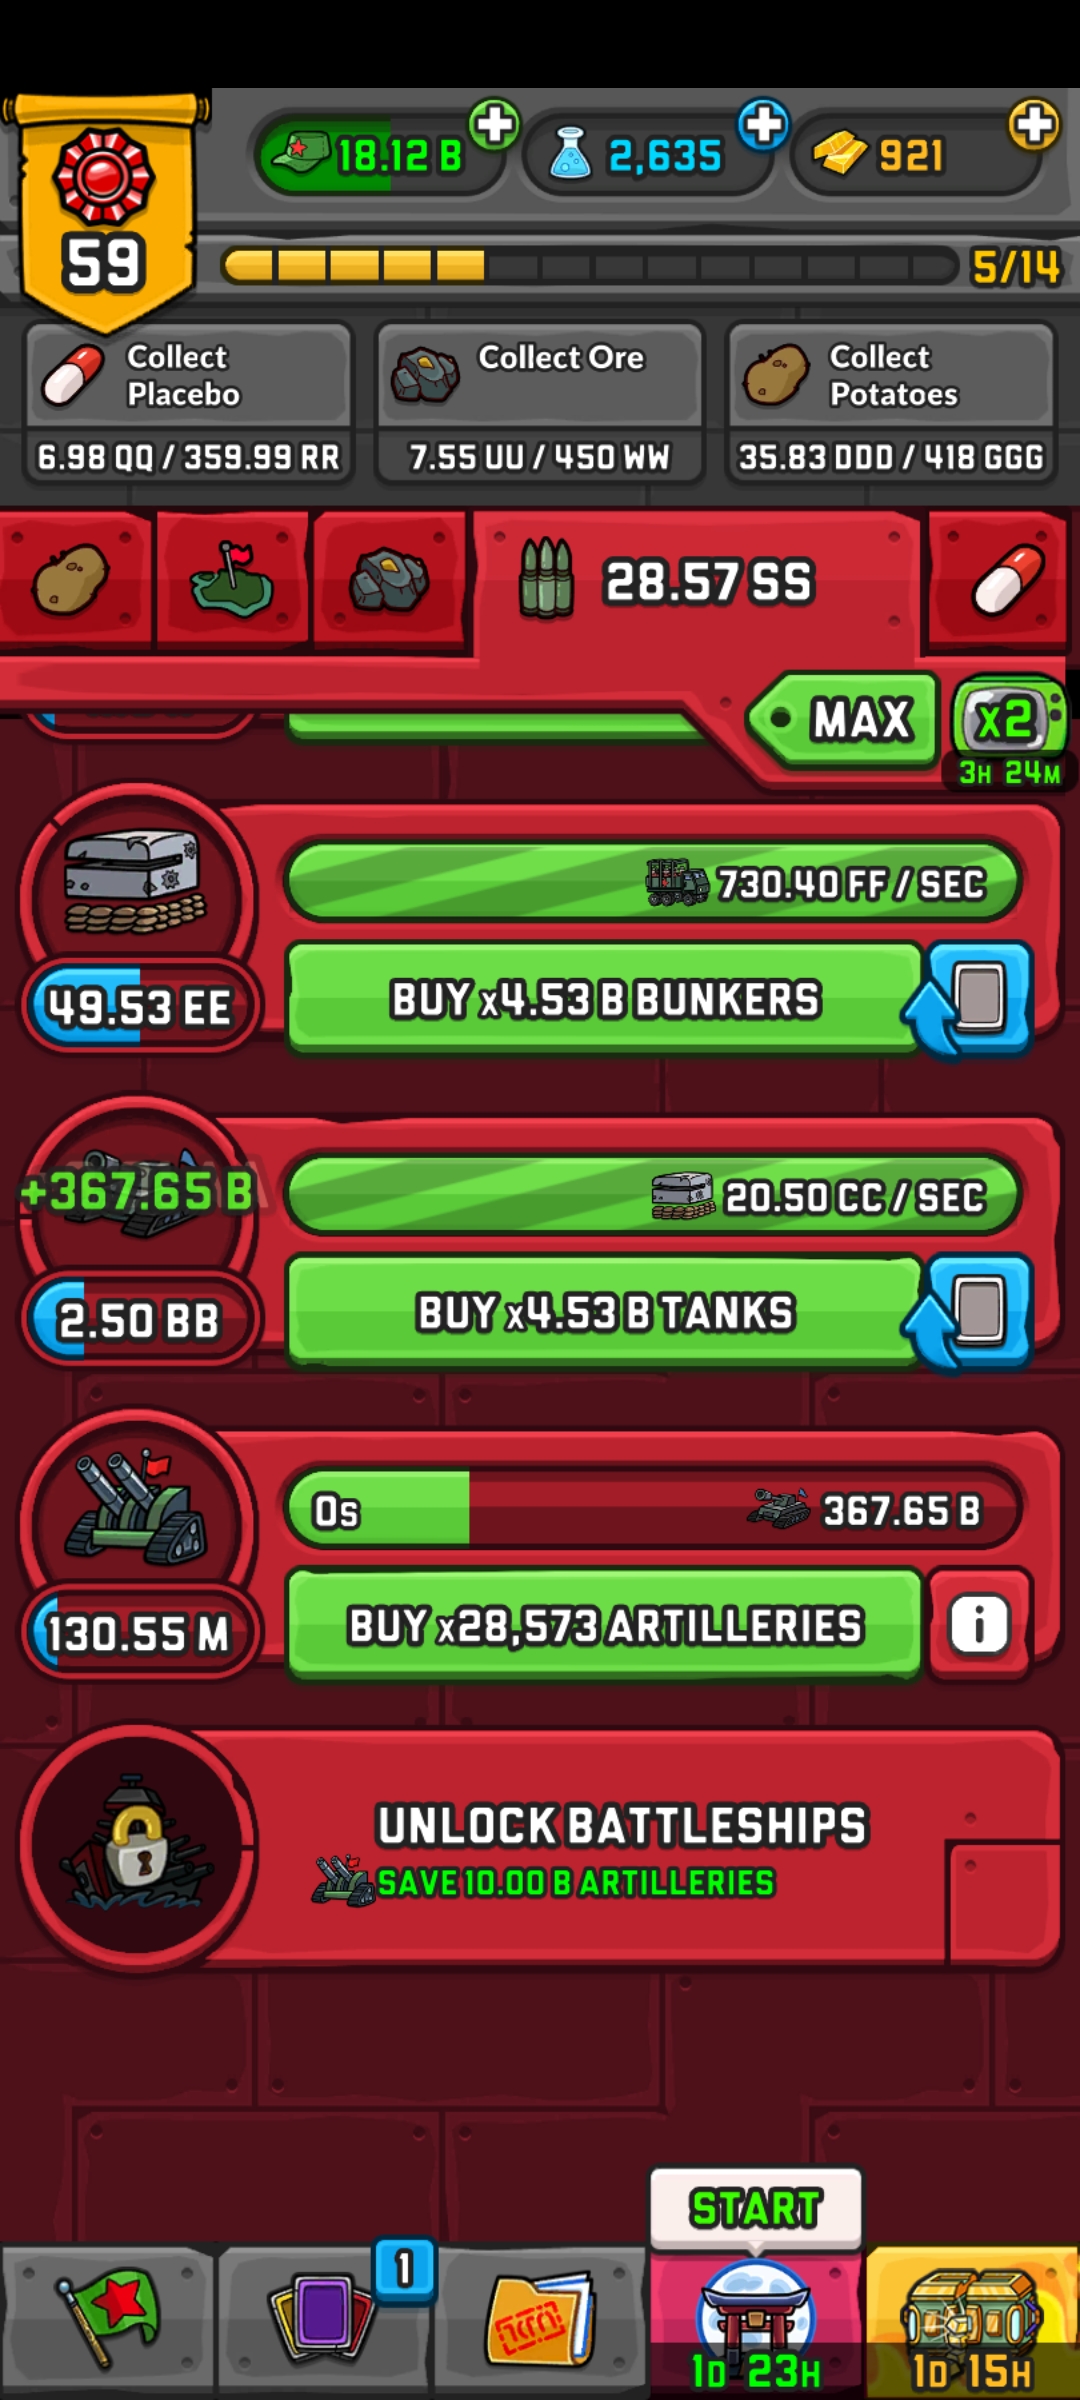 18.12 B
2,635
921
59
5/14
Collect
Placebo
6.98 QQ / 359.99 RR
Collect Ore
7.55 UU / 450 WW
Collect
Potatoes
35.83 DDD / 418 GGG
28.57 SS
MAX
x2
3H 24M
730.40 FF / SEC
49.53 EE
BUY x4.53 B BUNKERS
+367.65 B
20.50 CC / SEC
2.50 BB
BUY x4.53 B TANKS
0s
367.65 B
130.55 M
BUY x28,573 ARTILLERIES
i
UNLOCK BATTLESHIPS
SAVE 10.00 B ARTILLERIES
START
1
1D 23H
1D 15H